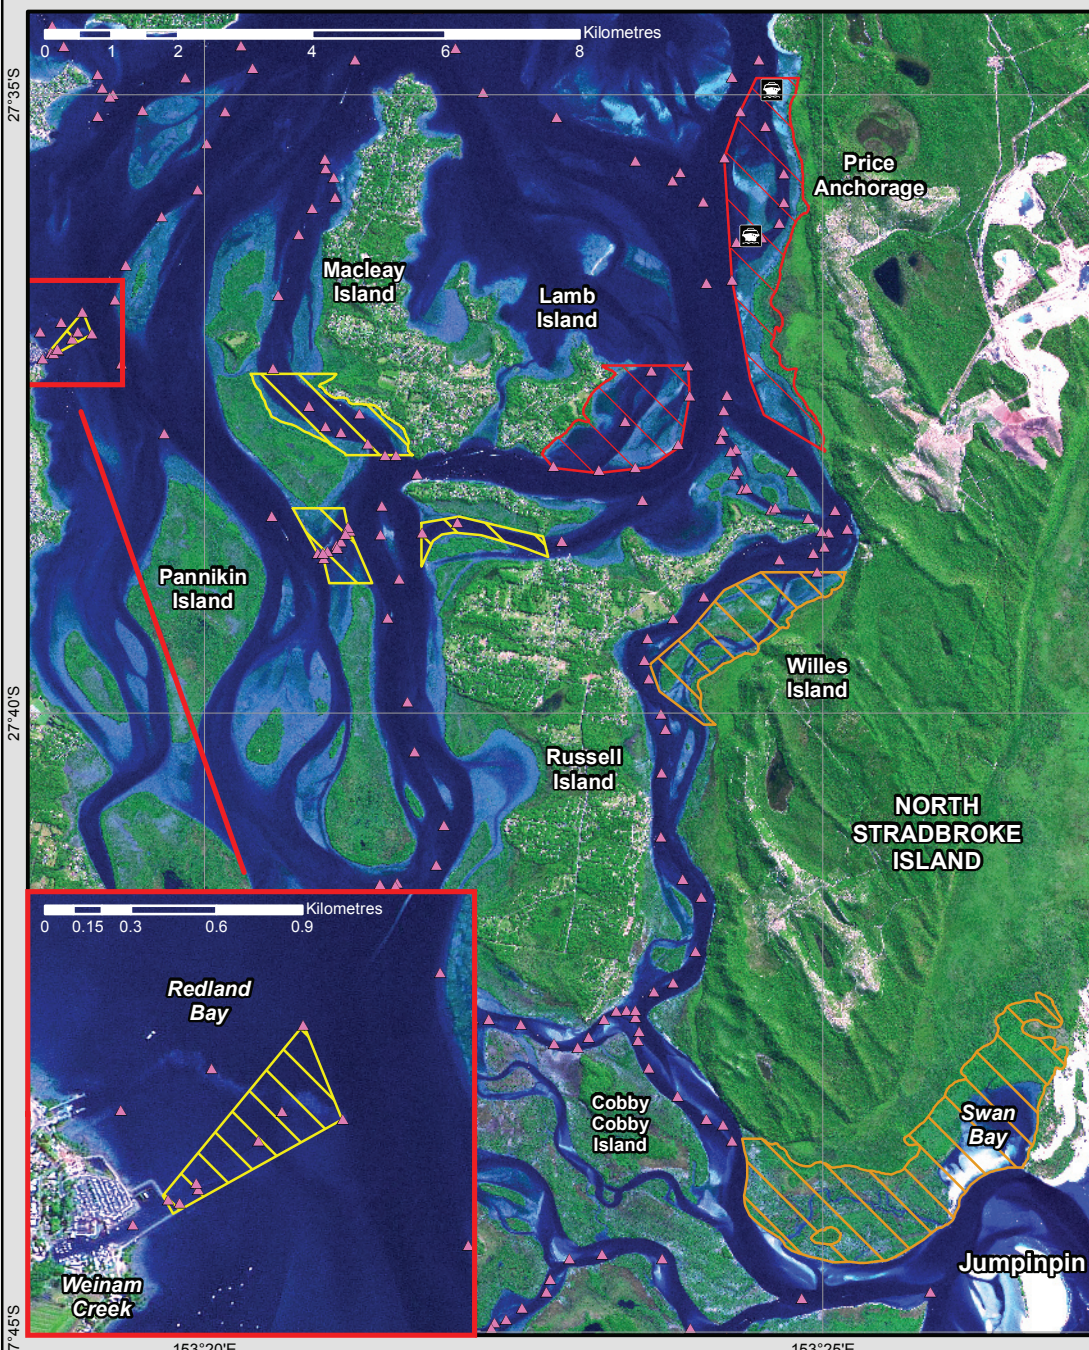 Kilometres
0 1 2 4 6 8
27°35'S
Price
Anchorage
Macleay
Island
Lamb
Island
Pannikin
Island
Willes
Island
27°40'S
Russell
Island
NORTH
STRADBROKE
ISLAND
Kilometres
0 0.15 0.3 0.6 0.9
Redland
Bay
Cobby
Cobby
Island
Swan
Bay
Jumpinpin
Weinam
Creek
7°45'S
153°20'E 153°25'E